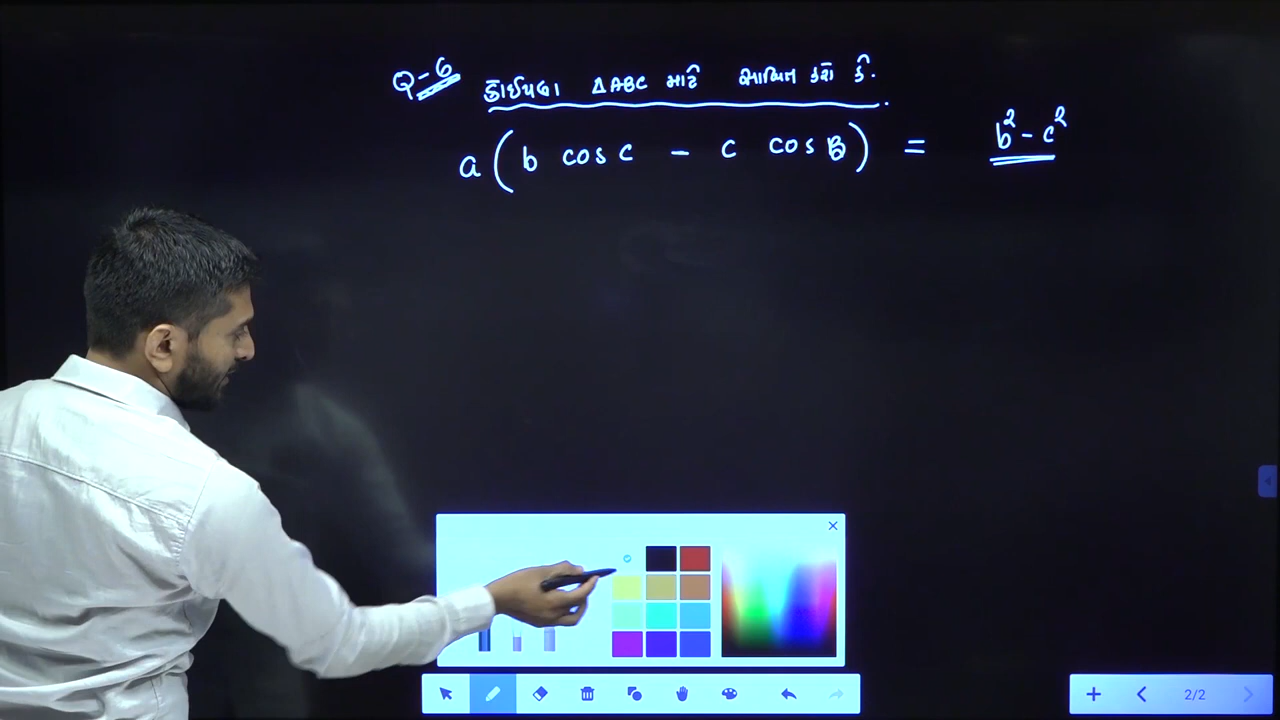 Q-6 કોઈપણ ΔABC માટે સાબિત કરો કે.
a ( b cos C - c cos B ) = b² - c²
2/2